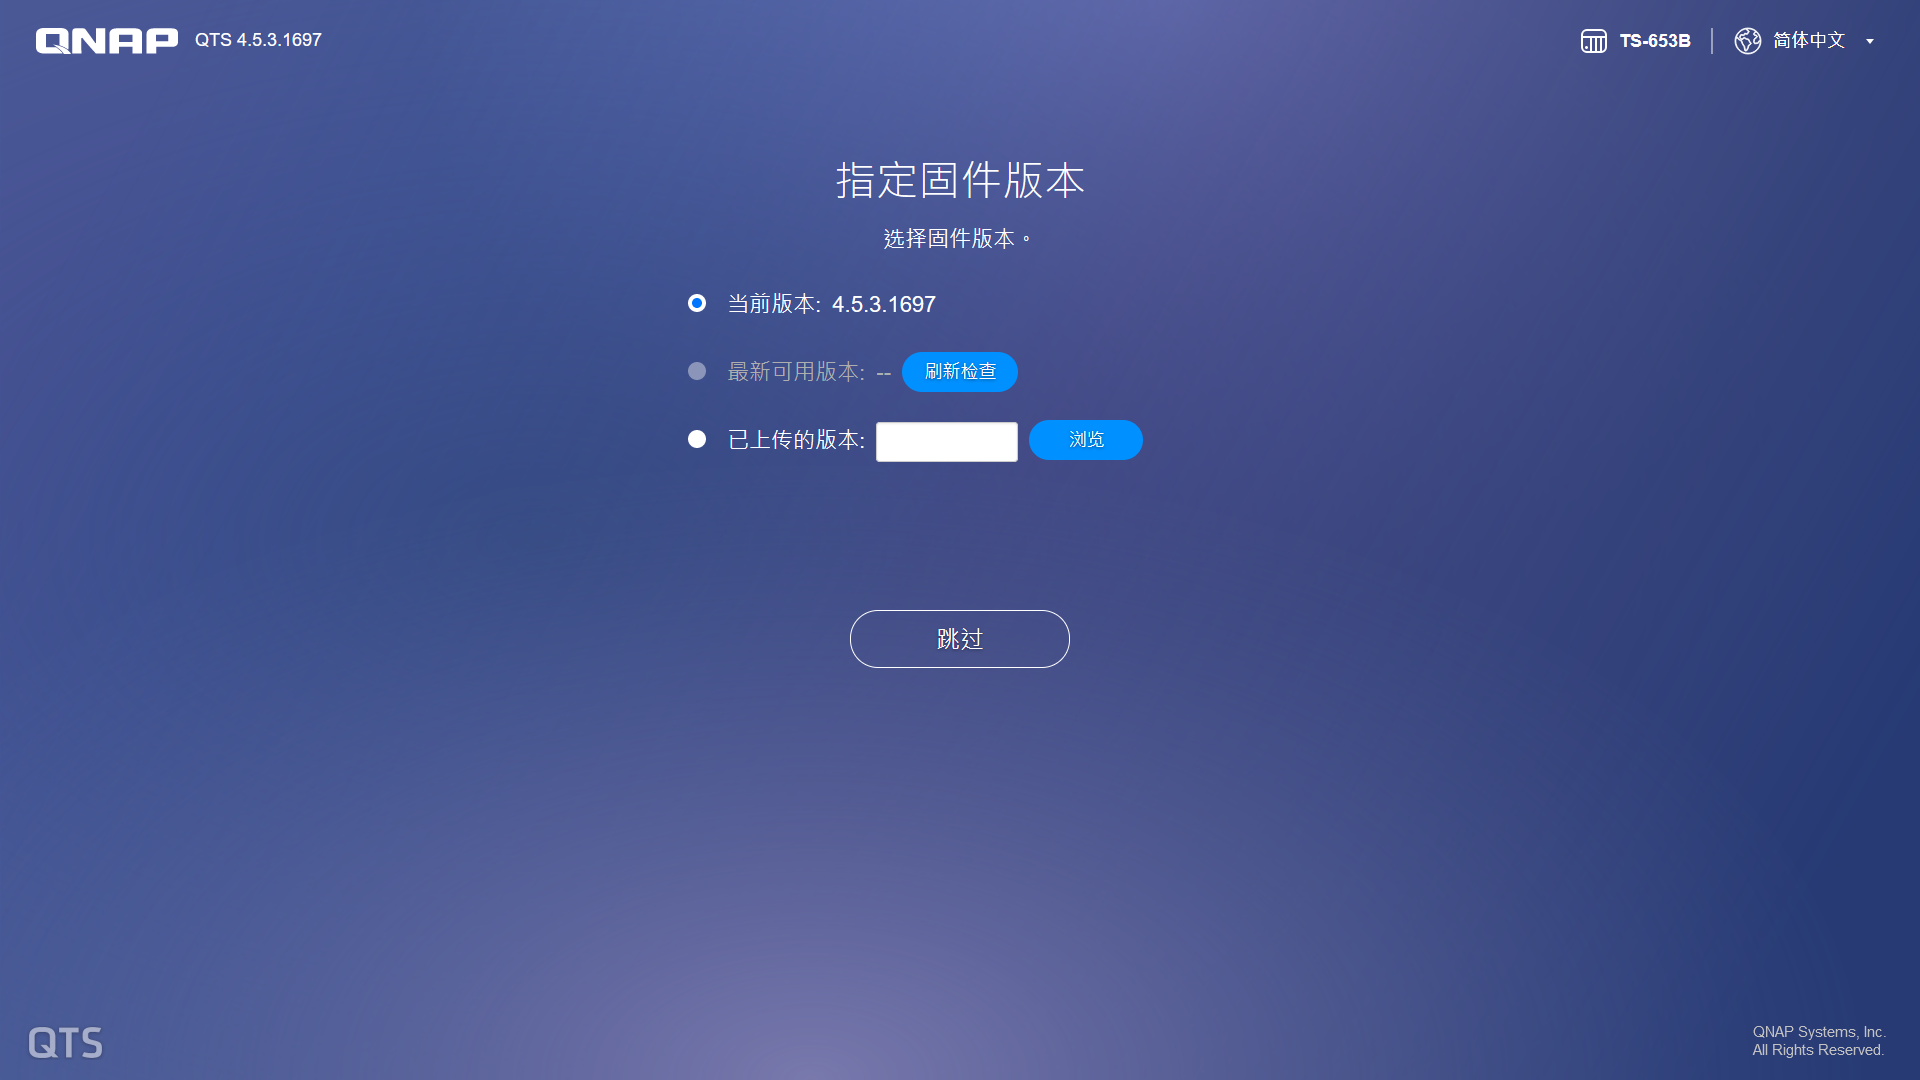 QNAP QTS 4.5.3.1697
TS-653B 简体中文
指定固件版本
选择固件版本。
当前版本: 4.5.3.1697
最新可用版本: -- 刷新检查
已上传的版本: 浏览
跳过
QTS
QNAP Systems, Inc.
All Rights Reserved.